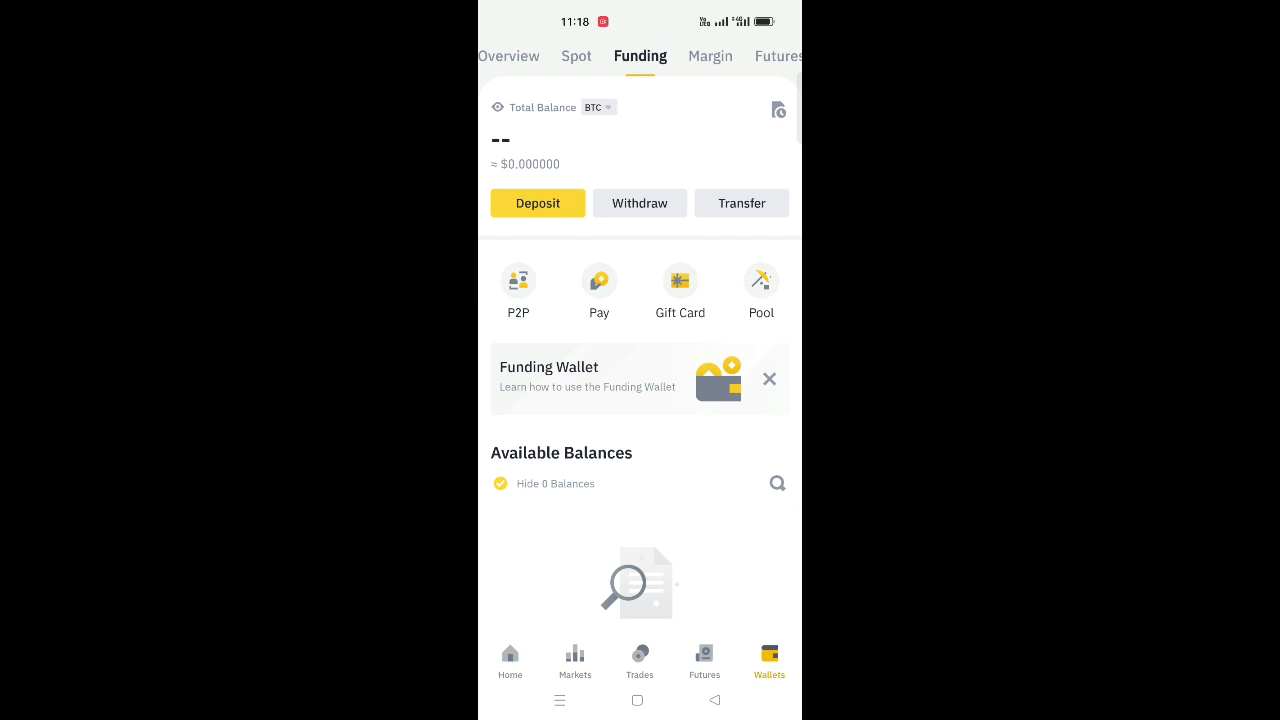 11:18
Overview Spot Funding Margin Futures
Total Balance BTC
--
≈ $0.000000
Deposit Withdraw Transfer
P2P Pay Gift Card Pool
Funding Wallet
Learn how to use the Funding Wallet
Available Balances
Hide 0 Balances
Home Markets Trades Futures Wallets